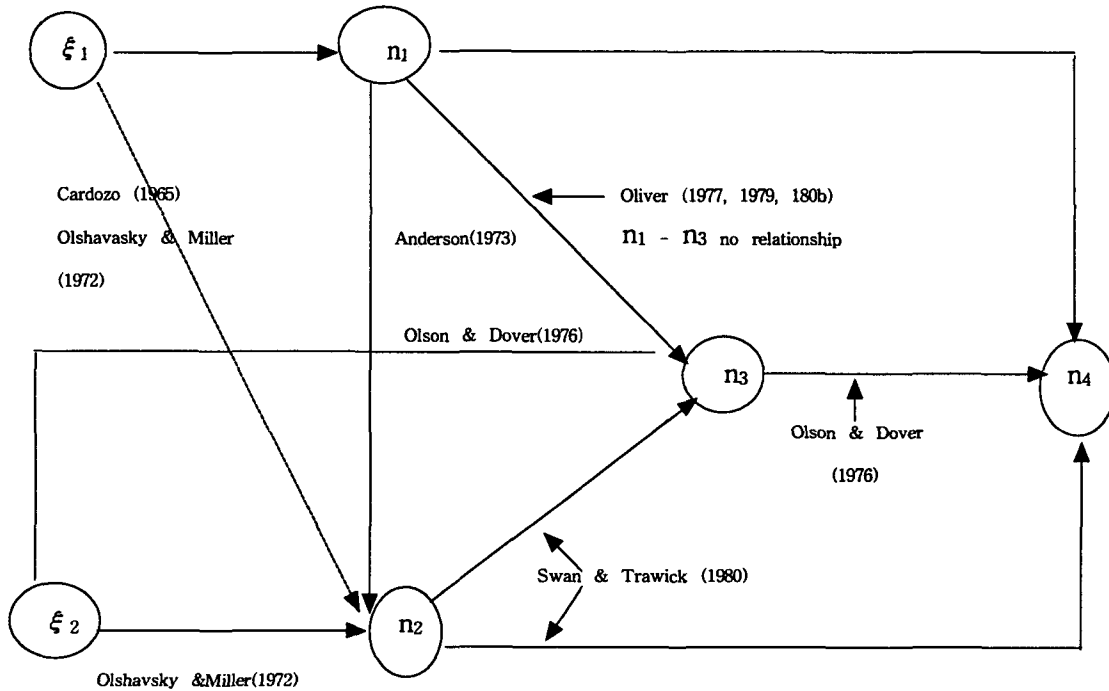 ξ1
n1
Cardozo (1965)
Olshavasky & Miller
(1972)
Anderson(1973)
Oliver (1977, 1979, 180b)
n1 - n3 no relationship
Olson & Dover(1976)
n3
n4
Olson & Dover
(1976)
Swan & Trawick (1980)
ξ2
n2
Olshavsky &Miller(1972)